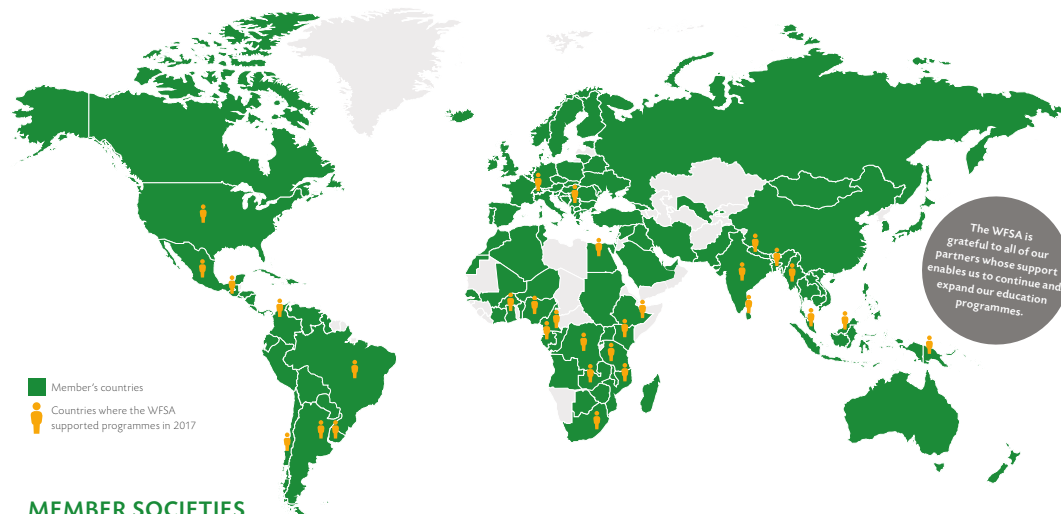 The WFSA is
grateful to all of our
partners whose support
enables us to continue and
expand our education
programmes.
Member's countries
Countries where the WFSA
supported programmes in 2017
MEMBER SOCIETIES